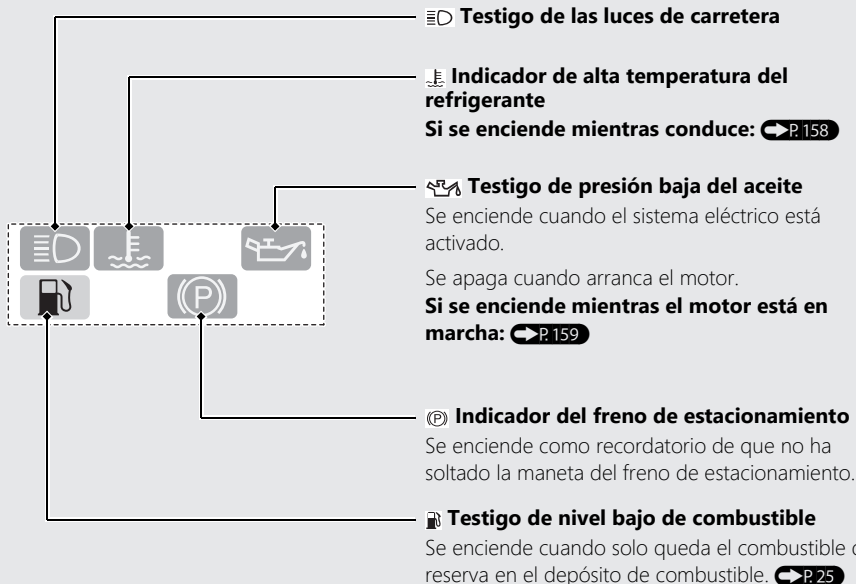 Testigo de las luces de carretera
Indicador de alta temperatura del
refrigerante
Si se enciende mientras conduce: P. 158
Testigo de presión baja del aceite
Se enciende cuando el sistema eléctrico está
activado.
Se apaga cuando arranca el motor.
Si se enciende mientras el motor está en
marcha: P. 159
(P)
(P) Indicador del freno de estacionamiento
Se enciende como recordatorio de que no ha
soltado la maneta del freno de estacionamiento.
Testigo de nivel bajo de combustible
Se enciende cuando solo queda el combustible
reserva en el depósito de combustible. P. 25